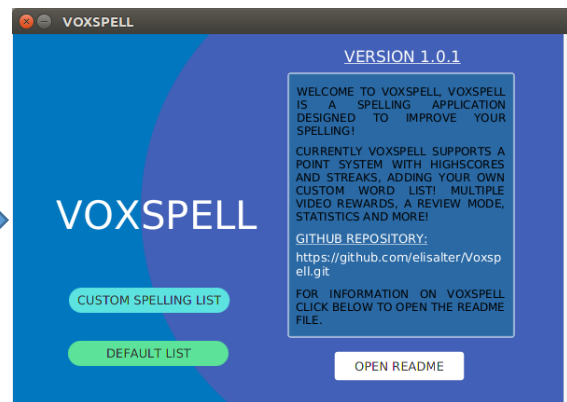 VOXSPELL
VERSION 1.0.1
WELCOME TO VOXSPELL, VOXSPELL
IS A SPELLING APPLICATION
DESIGNED TO IMPROVE YOUR
SPELLING!
CURRENTLY VOXSPELL SUPPORTS A
POINT SYSTEM WITH HIGHSCORES
AND STREAKS, ADDING YOUR OWN
CUSTOM WORD LIST! MULTIPLE
VIDEO REWARDS, A REVIEW MODE,
STATISTICS AND MORE!
GITHUB REPOSITORY:
https://github.com/elisalter/Voxsp
ell.git
FOR INFORMATION ON VOXSPELL
CLICK BELOW TO OPEN THE README
FILE.
OPEN README
VOXSPELL
CUSTOM SPELLING LIST
DEFAULT LIST